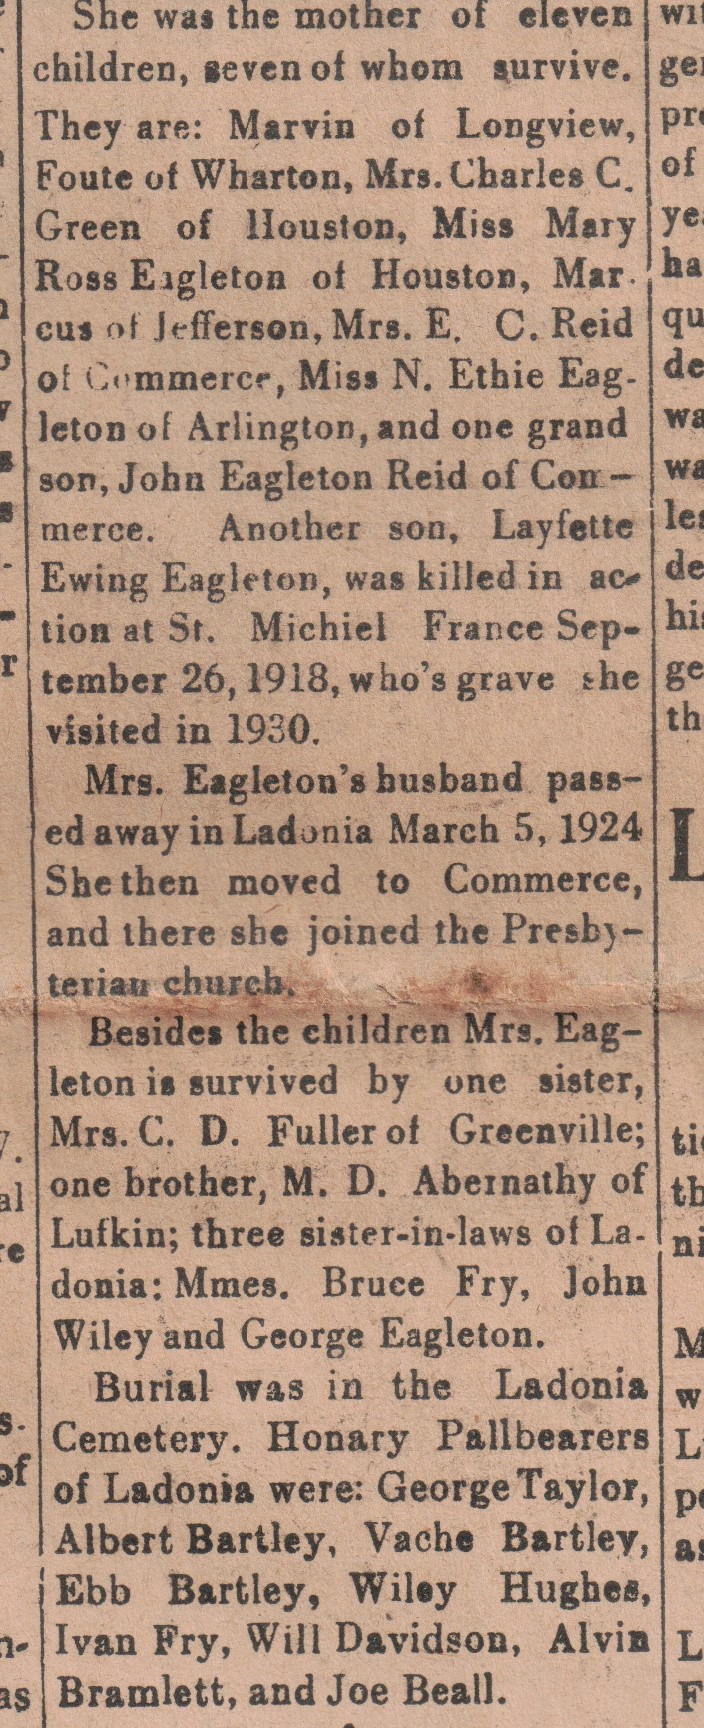 She was the mother of eleven
children, seven of whom survive.
They are: Marvin of Longview,
Foute of Wharton, Mrs. Charles C.
Green of Houston, Miss Mary
Ross Eagleton of Houston, Mar-
cus of Jefferson, Mrs. E. C. Reid
of Commerce, Miss N. Ethie Eag-
leton of Arlington, and one grand
son, John Eagleton Reid of Com-
merce. Another son, Layfette
Ewing Eagleton, was killed in ac-
tion at St. Michiel France Sep-
tember 26, 1918, who's grave she
visited in 1930.
Mrs. Eagleton's husband pass-
ed away in Ladonia March 5, 1924
She then moved to Commerce,
and there she joined the Presby-
terian church.
Besides the children Mrs. Eag-
leton is survived by one sister,
Mrs. C. D. Fuller of Greenville;
one brother, M. D. Abernathy of
Lufkin; three sister-in-laws of La-
donia: Mmes. Bruce Fry, John
Wiley and George Eagleton.
Burial was in the Ladonia
Cemetery. Honary Pallbearers
of Ladonia were: George Taylor,
Albert Bartley, Vache Bartley,
Ebb Bartley, Wiley Hughes,
Ivan Fry, Will Davidson, Alvin
Bramlett, and Joe Beall.